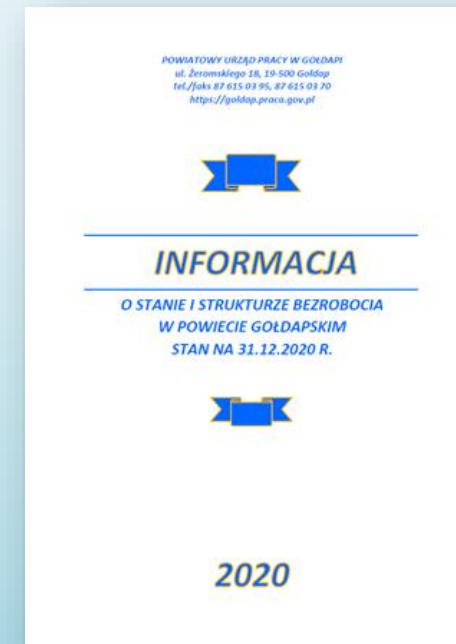 POWIATOWY URZĄD PRACY W GOŁDAPI
ul. Żeromskiego 18, 19-500 Gołdap
tel./faks 87 615 03 95, 87 615 03 70
https://goldap.praca.gov.pl
INFORMACJA
O STANIE I STRUKTURZE BEZROBOCIA
W POWIECIE GOŁDAPSKIM
STAN NA 31.12.2020 R.
2020